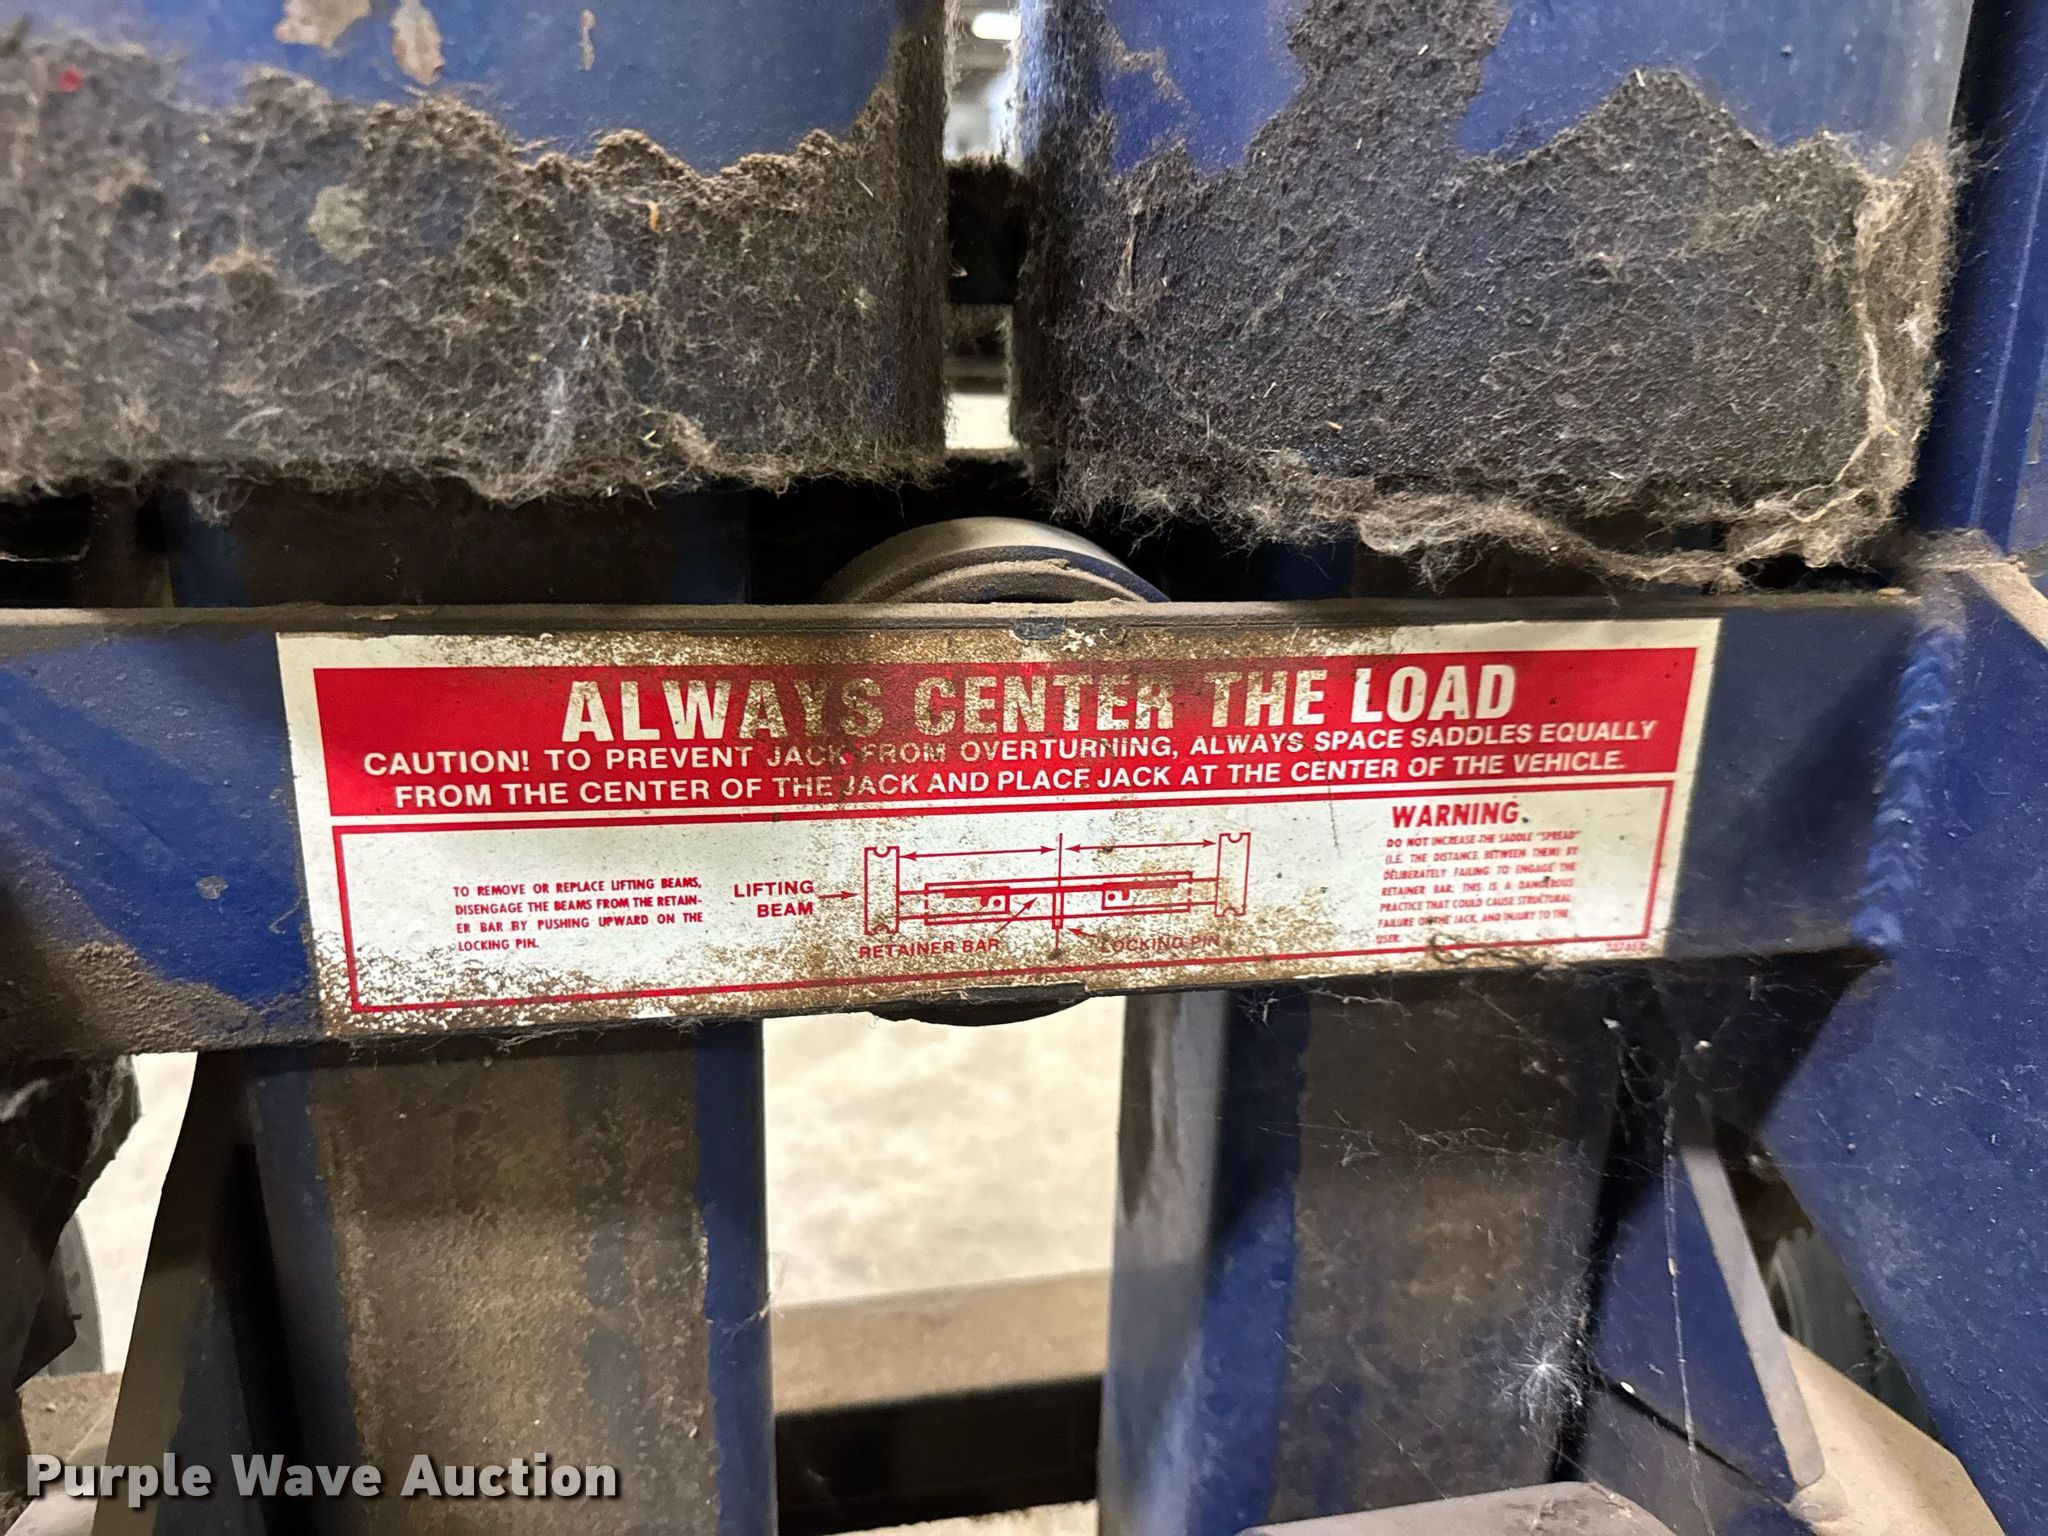 ALWAYS CENTER THE LOAD
CAUTION! TO PREVENT JACK FROM OVERTURNING, ALWAYS SPACE SADDLES EQUALLY
FROM THE CENTER OF THE JACK AND PLACE JACK AT THE CENTER OF THE VEHICLE.
TO REMOVE OR REPLACE LIFTING BEAMS,
DISENGAGE THE BEAMS FROM THE RETAIN-
ER BAR BY PUSHING UPWARD ON THE
LOCKING PIN.
LIFTING
BEAM
RETAINER BAR
LOCKING PIN
WARNING.
DO NOT INCREASE THE SADDLE "SPREAD"
(I.E. THE DISTANCE BETWEEN THEM) BY
DELIBERATELY FAILING TO ENGAGE THE
RETAINER BAR. THIS IS A DANGEROUS
PRACTICE THAT COULD CAUSE STRUCTURAL
FAILURE OF THE JACK, AND INJURY TO THE
USER.
Purple Wave Auction